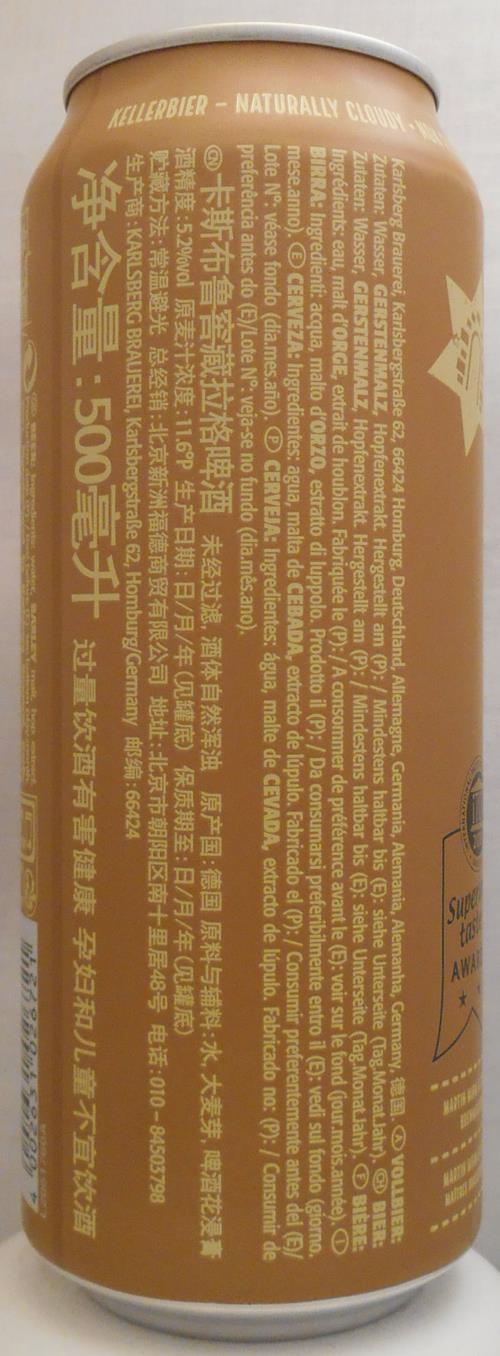 KELLERBIER – NATURALLY CLOUDY ·
Karlsberg Brauerei, Karlsbergstraße 62, 66424 Homburg, Deutschland, Allemagne, Germania, Alemania, Alemanha, Germany, 德国 Ⓐ VOLLBIER:
Zutaten: Wasser, GERSTENMALZ, Hopfenextrakt. Hergestellt am (P): / Mindestens haltbar bis (E): siehe Unterseite (Tag.Monat.Jahr). CH BIER:
Zutaten: Wasser, GERSTENMALZ, Hopfenextrakt. Hergestellt am (P): / Mindestens haltbar bis (E): siehe Unterseite (Tag.Monat.Jahr). Ⓕ BIÈRE:
Ingrédients: eau, malt d'ORGE, extrait de houblon. Fabriquée le (P): / A consommer de préférence avant le (E): voir sur le fond (jour.mois.année). Ⓘ
BIRRA: Ingredienti: acqua, malto d'ORZO, estratto di luppolo. Prodotto il (P): / Da consumarsi preferibilmente entro il (E): vedi sul fondo (giorno.
mese.anno). Ⓔ CERVEZA: Ingredientes: agua, malta de CEBADA, extracto de lúpulo. Fabricado el (P): / Consumir preferentemente antes del (E)/
Lote N°: véase fondo (día.mes.año). Ⓟ CERVEJA: Ingredientes: água, malte de CEVADA, extracto de lúpulo. Fabricado no: (P): / Consumir de
preferência antes do (E)/Lote N°: veja-se no fundo (dia.mês.ano).
CN 卡斯布鲁窖藏拉格啤酒 未经过滤, 酒体自然浑浊 原产国:德国 原料与辅料:水, 大麦芽, 啤酒花浸膏
酒精度:5.2%vol 原麦汁浓度:11.6°P 生产日期:日/月/年(见罐底) 保质期至:日/月/年(见罐底)
贮藏方法:常温避光 总经销:北京新洲福德商贸有限公司 地址:北京市朝阳区南十里居48号 电话:010-84503798
生产商:KARLSBERG BRAUEREI, Karlsbergstraße 62, Homburg/Germany 邮编:66424
净含量:500毫升 过量饮酒有害健康 孕妇和儿童不宜饮酒
AWAR